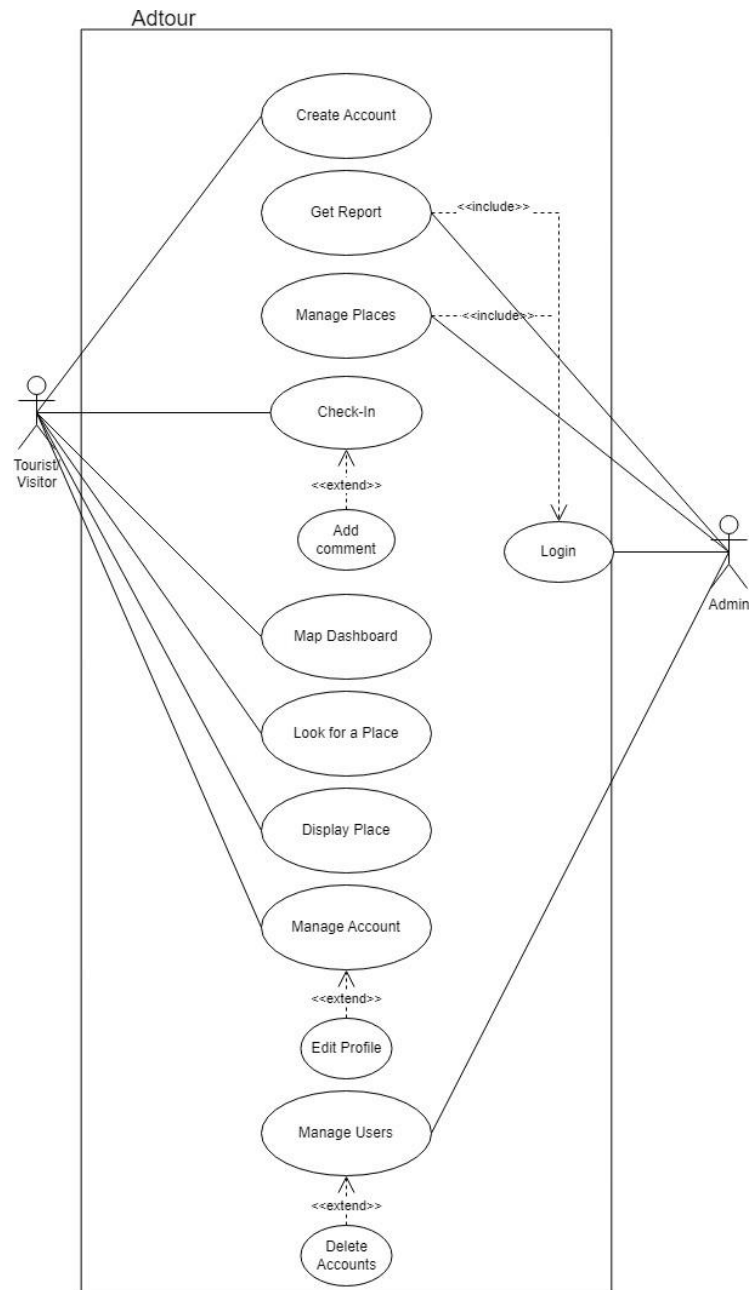 Adtour
Create Account
Get Report
<<include>>
Manage Places
<<include>>
Check-In
Tourist/
Visitor
<<extend>>
Add
comment
Login
Admin
Map Dashboard
Look for a Place
Display Place
Manage Account
<<extend>>
Edit Profile
Manage Users
<<extend>>
Delete
Accounts